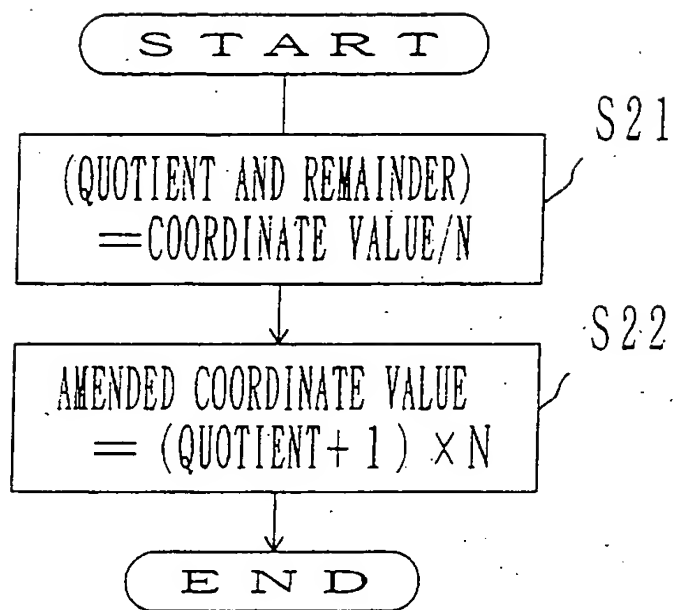 START
S21
(QUOTIENT AND REMAINDER)
=COORDINATE VALUE/N
S22
AMENDED COORDINATE VALUE
= (QUOTIENT+1) ×N
END